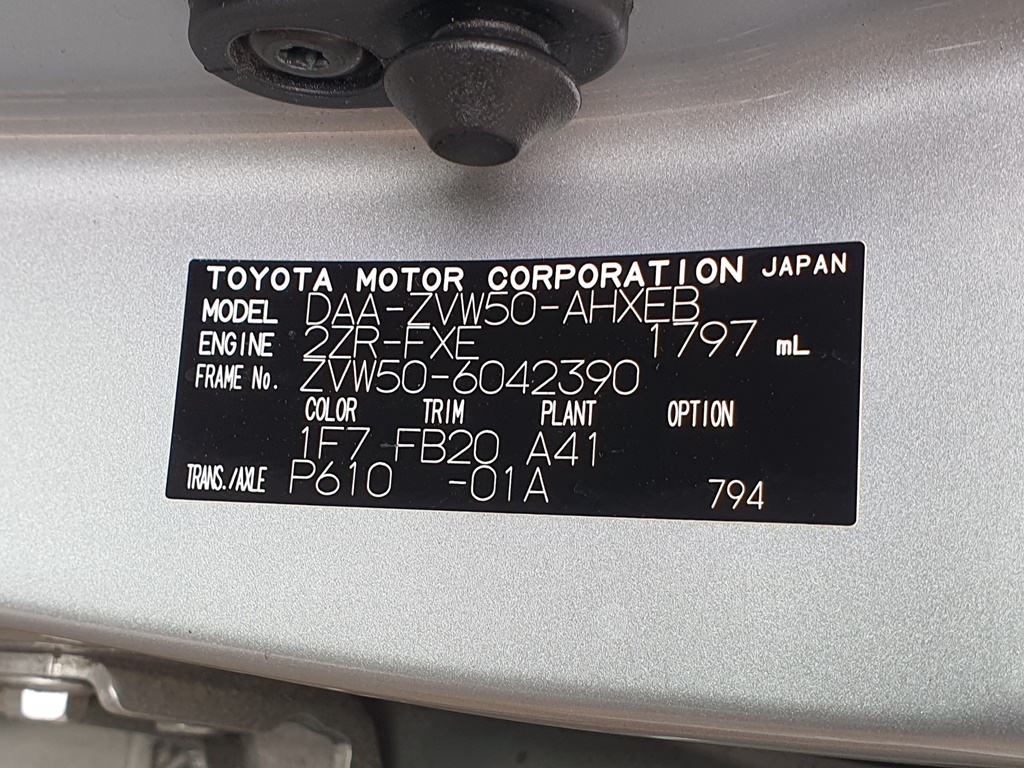 TOYOTA MOTOR CORPORATION JAPAN
MODEL DAA-ZVW50-AHXEB
ENGINE 2ZR-FXE 1797 mL
FRAME No. ZVW50-6042390
COLOR TRIM PLANT OPTION
1F7 FB20 A41
TRANS./AXLE P610 -01A 794